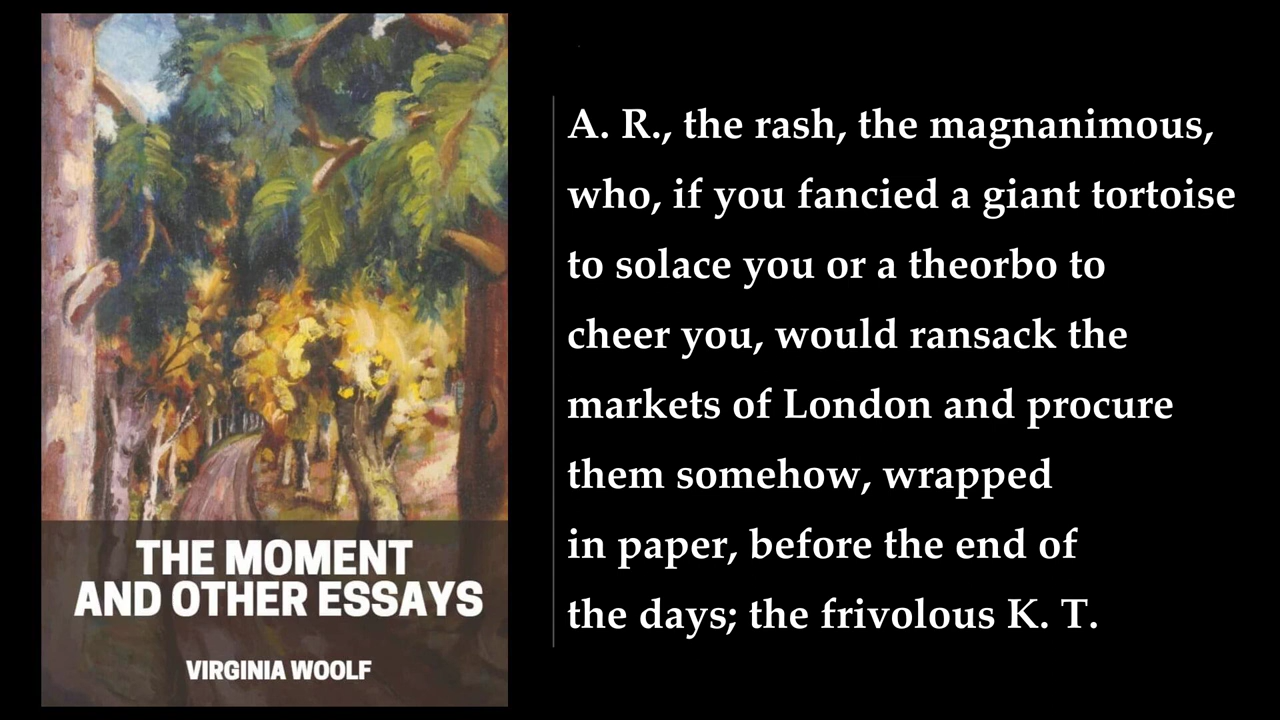 THE MOMENT
AND OTHER ESSAYS
VIRGINIA WOOLF
A. R., the rash, the magnanimous,
who, if you fancied a giant tortoise
to solace you or a theorbo to
cheer you, would ransack the
markets of London and procure
them somehow, wrapped
in paper, before the end of
the days; the frivolous K. T.